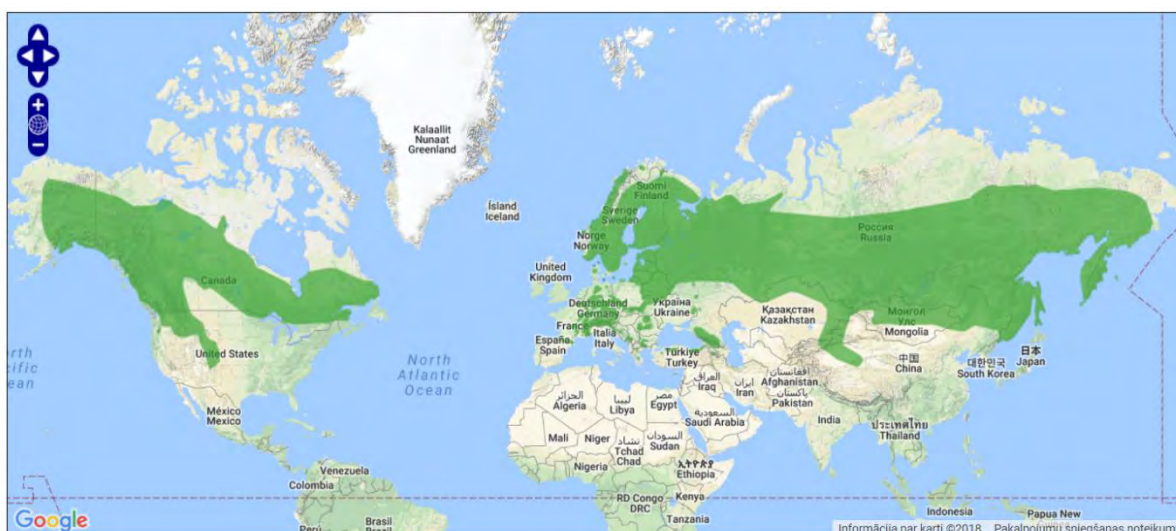 +
−
Kalaallit
Nunaat
Greenland
Ísland
Iceland
Suomi
Finland
Sverige
Sweden
Norge
Norway
Россия
Russia
Canada
United
Kingdom
Deutschland
Germany
Україна
Ukraine
Қазақстан
Kazakhstan
Монгол
Улс
Mongolia
France
Italia
Italy
España
Spain
Türkiye
Turkey
United States
North
Atlantic
Ocean
中国
China
대한민국
South Korea
日本
Japan
العراق
Iraq
ایران
Iran
افغانستان
Afghanistan
پاکستان
Pakistan
الجزائر
Algeria
ليبيا
Libya
مصر
Egypt
السعودية
Saudi Arabia
México
Mexico
Mali
Niger
تشاد
Tchad
Chad
السودان
Sudan
India
ประเทศไทย
Thailand
Nigeria
ኢትዮጵያ
Ethiopia
Venezuela
Colombia
RD Congo
DRC
Kenya
Tanzania
Indonesia
Papua New
Brasil
Google
Informācija par karti ©2018 Pakalpojumu sniegšanas noteikum